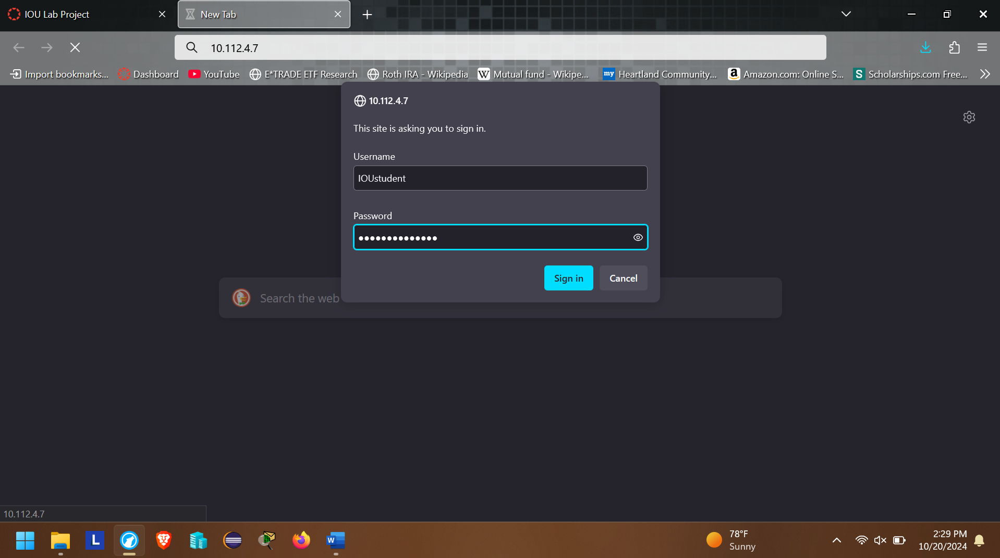 IOU Lab Project
New Tab
10.112.4.7
Import bookmarks...
Dashboard
YouTube
E*TRADE ETF Research
Roth IRA - Wikipedia
W
Mutual fund - Wikipe...
my
Heartland Community...
a
Amazon.com: Online S...
S
Scholarships.com Free...
10.112.4.7
This site is asking you to sign in.
Username
IOUstudent
Password
●●●●●●●●●●●●●●
Sign in
Cancel
Search the web
10.112.4.7
L
W
78°F
Sunny
2:29 PM
10/20/2024